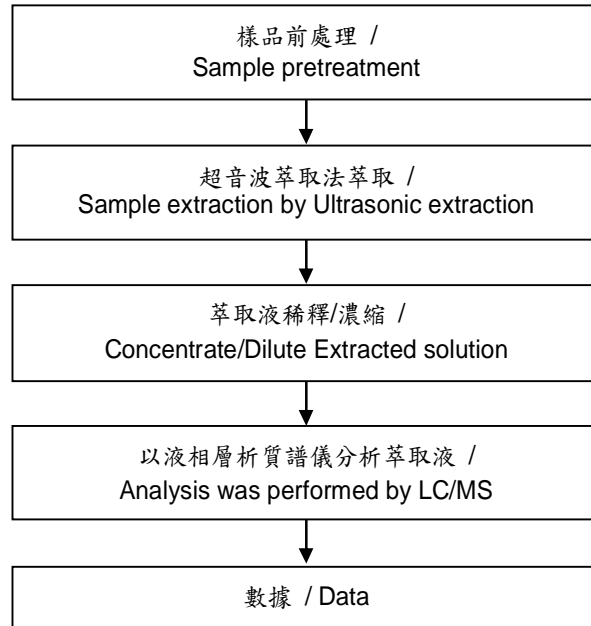 樣品前處理 /
Sample pretreatment
超音波萃取法萃取 /
Sample extraction by Ultrasonic extraction
萃取液稀釋/濃縮 /
Concentrate/Dilute Extracted solution
以液相層析質譜儀分析萃取液 /
Analysis was performed by LC/MS
數據 / Data